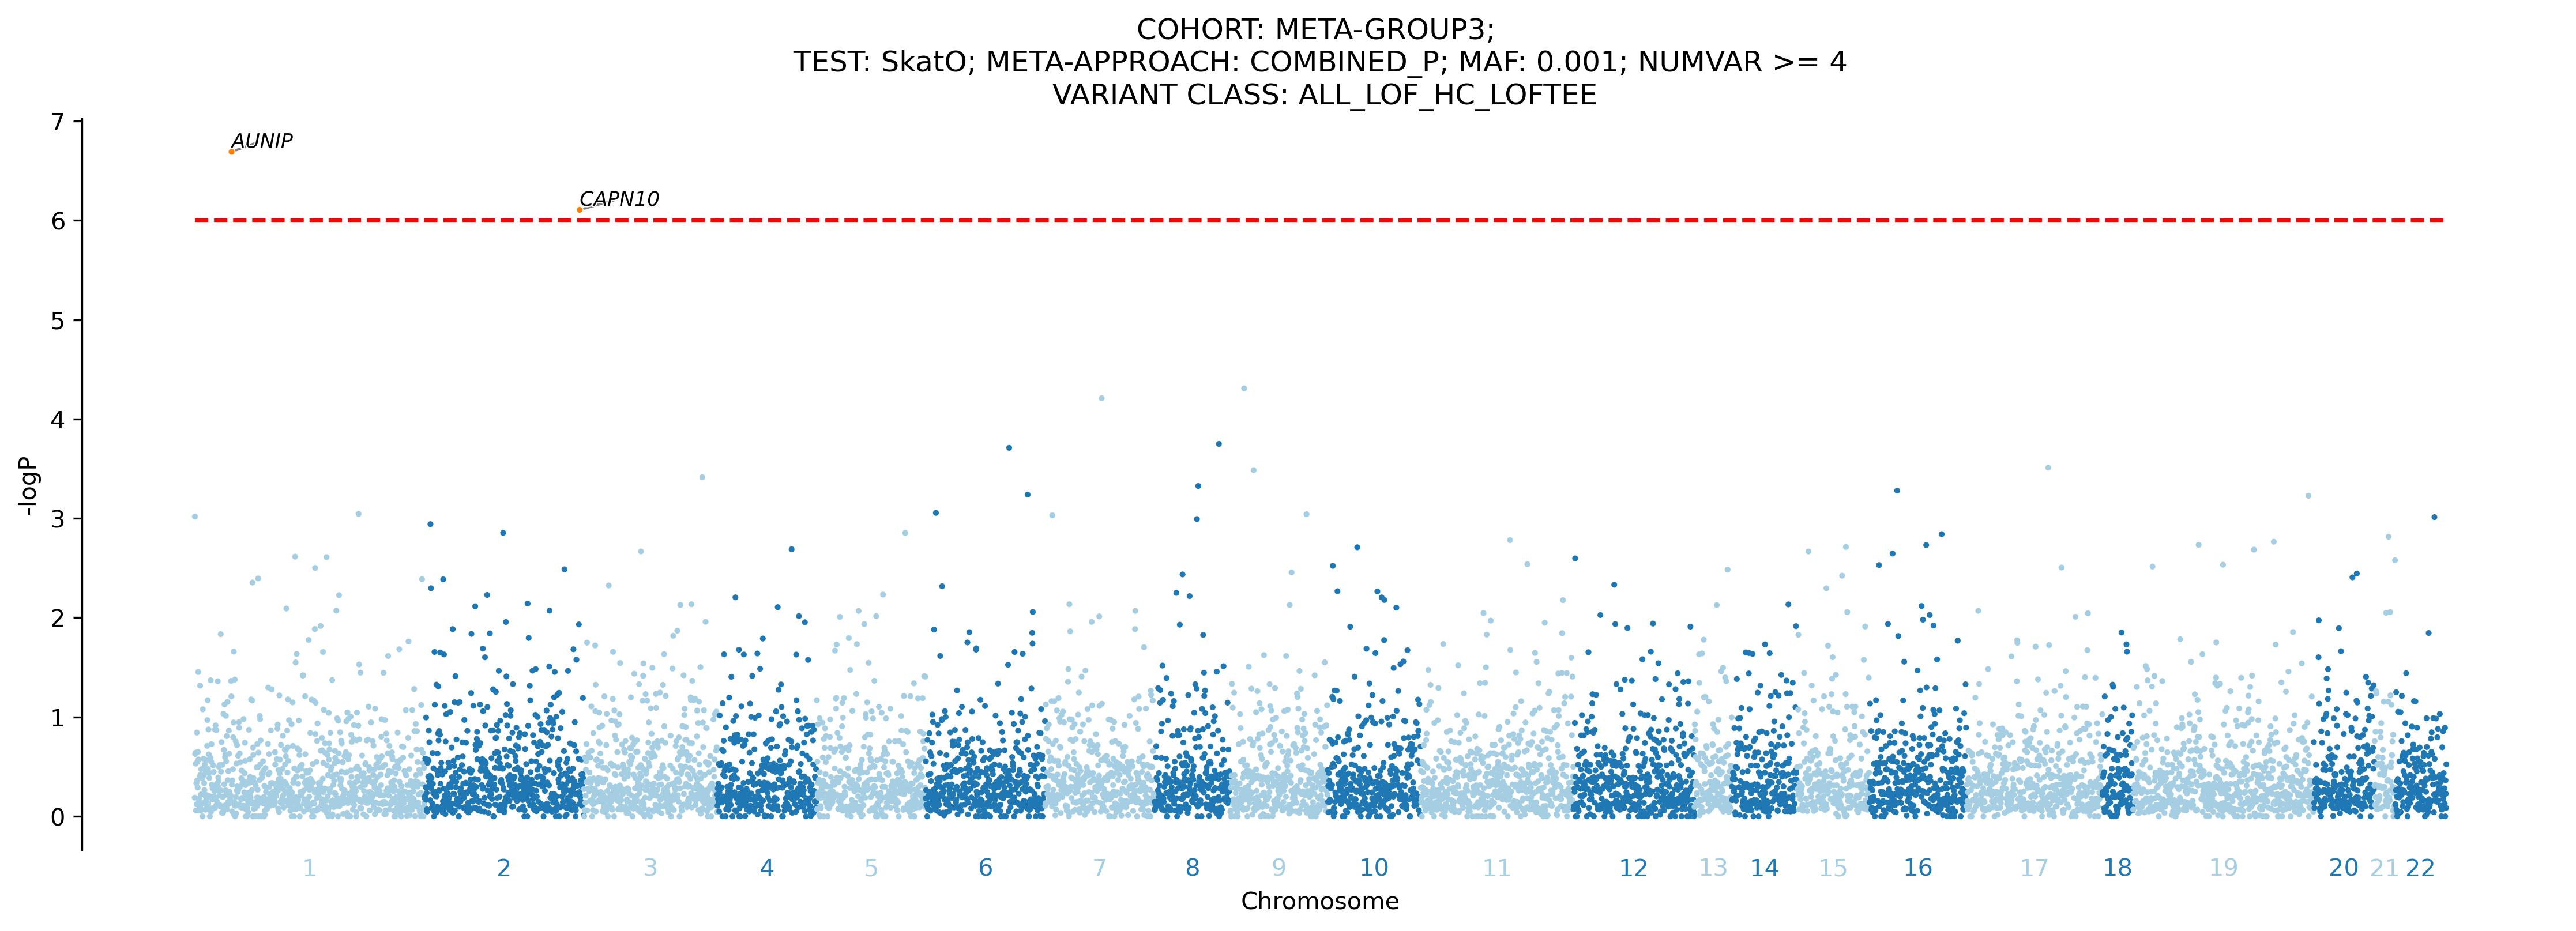 COHORT: META-GROUP3;
TEST: SkatO; META-APPROACH: COMBINED_P; MAF: 0.001; NUMVAR >= 4
VARIANT CLASS: ALL_LOF_HC_LOFTEE
7
AUNIP
CAPN10
6
5
4
-logP
3
2
1
0
1 2 3 4 5 6 7 8 9 10 11 12 13 14 15 16 17 18 19 20 21 22
Chromosome